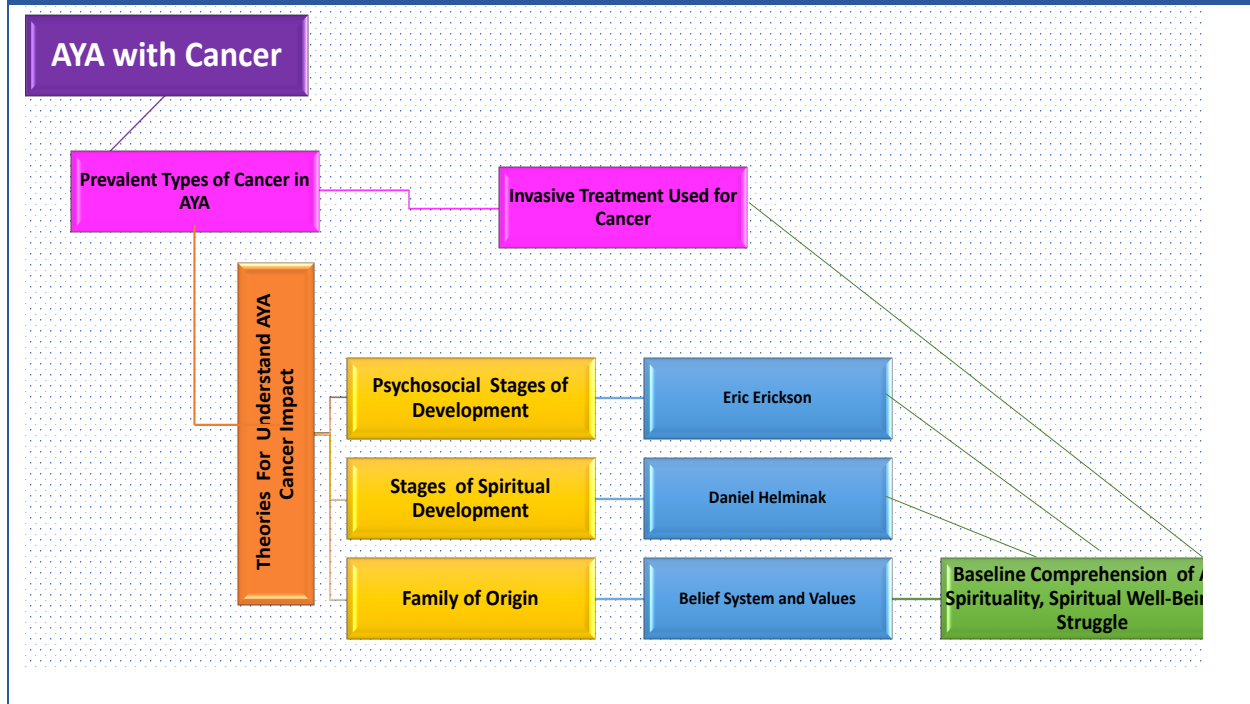 AYA with Cancer
Prevalent Types of Cancer in
AYA
Invasive Treatment Used for
Cancer
Theories For Understand AYA
Cancer Impact
Psychosocial Stages of
Development
Eric Erickson
Stages of Spiritual
Development
Daniel Helminak
Family of Origin
Belief System and Values
Baseline Comprehension of
Spirituality, Spiritual
Struggle